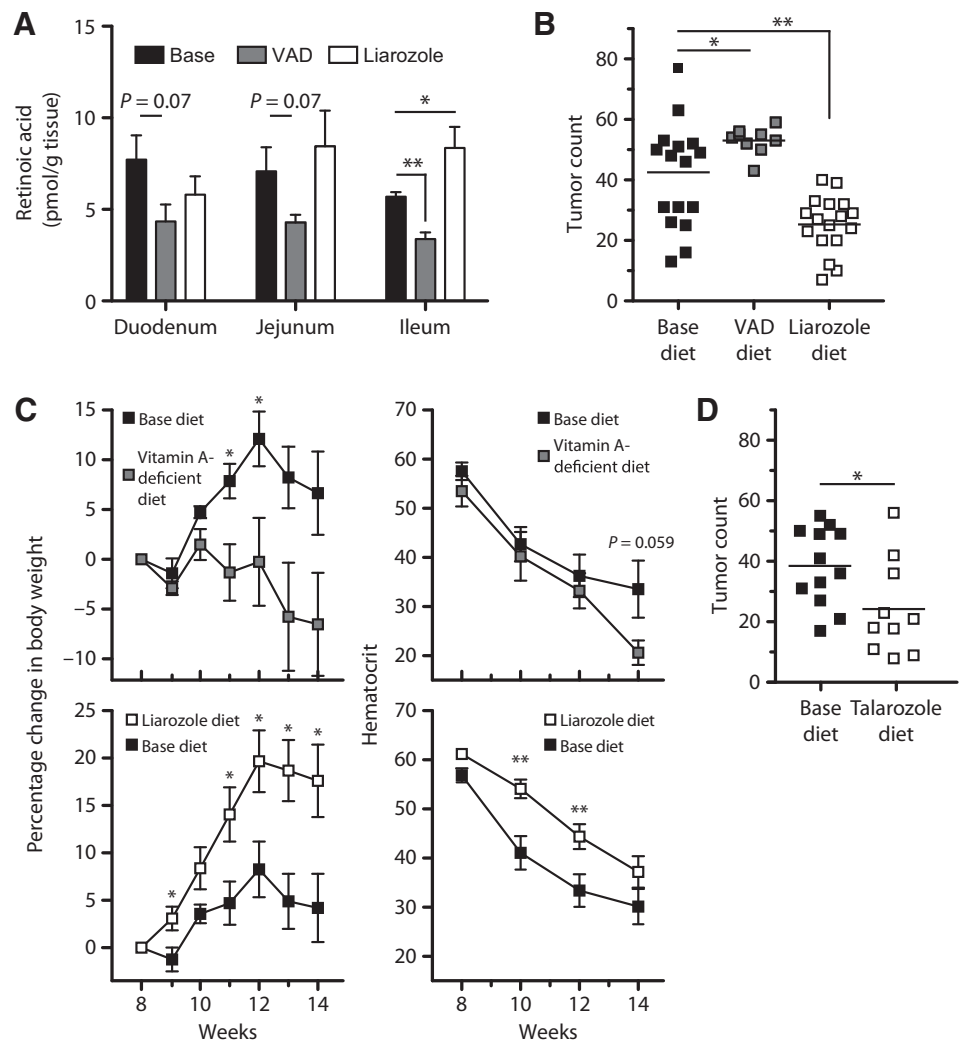 A
Base VAD Liarozole
Retinoic acid
(pmol/g tissue)
15
10
5
0
P = 0.07
P = 0.07
*
**
Duodenum Jejunum Ileum
B
Tumor count
80
60
40
20
0
*
**
Base
diet
VAD
diet
Liarozole
diet
C
Percentage change in body weight
15
10
5
0
−5
−10
Base diet
Vitamin A-
deficient
diet
*
*
Hematocrit
70
60
50
40
30
20
Base diet
Vitamin A-
deficient diet
P = 0.059
25
20
15
10
5
0
Liarozole diet
Base diet
*
*
*
*
*
8 10 12 14
Weeks
70
60
50
40
30
20
Liarozole diet
Base diet
**
**
8 10 12 14
Weeks
D
Tumor count
80
60
40
20
0
*
Base
diet
Talarozole
diet